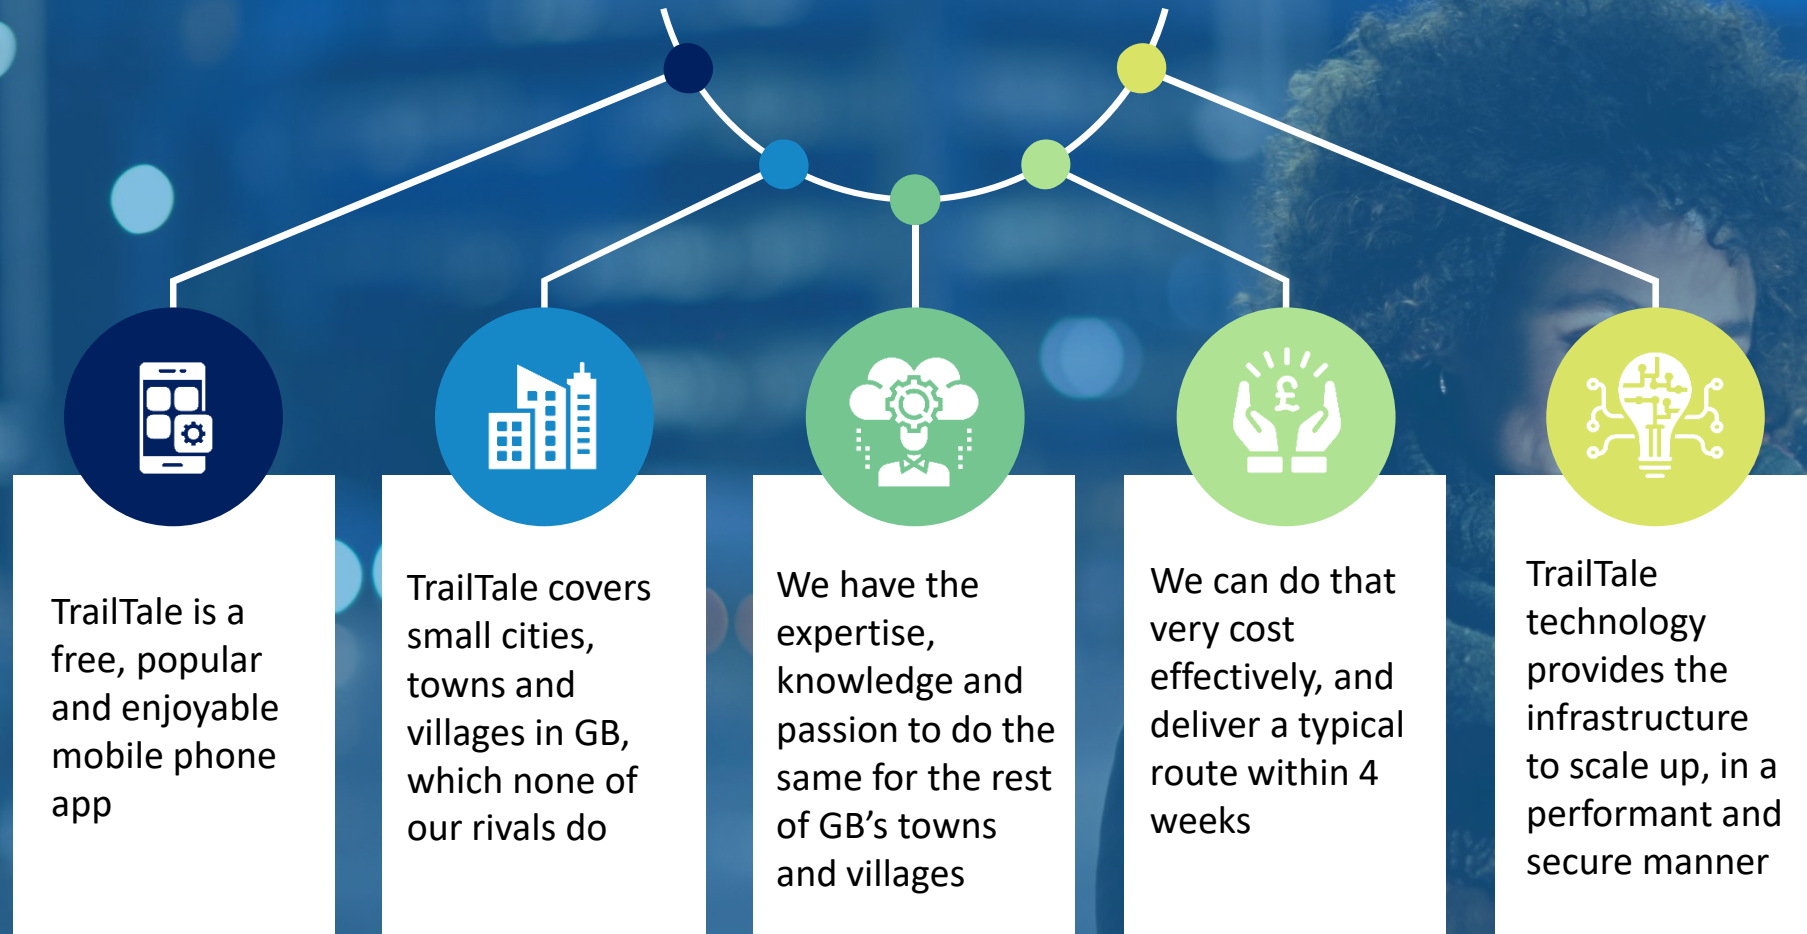 TrailTale is a
free, popular
and enjoyable
mobile phone
app
TrailTale covers
small cities,
towns and
villages in GB,
which none of
our rivals do
We have the
expertise,
knowledge and
passion to do the
same for the rest
of GB’s towns
and villages
£
We can do that
very cost
effectively, and
deliver a typical
route within 4
weeks
TrailTale
technology
provides the
infrastructure
to scale up, in a
performant and
secure manner